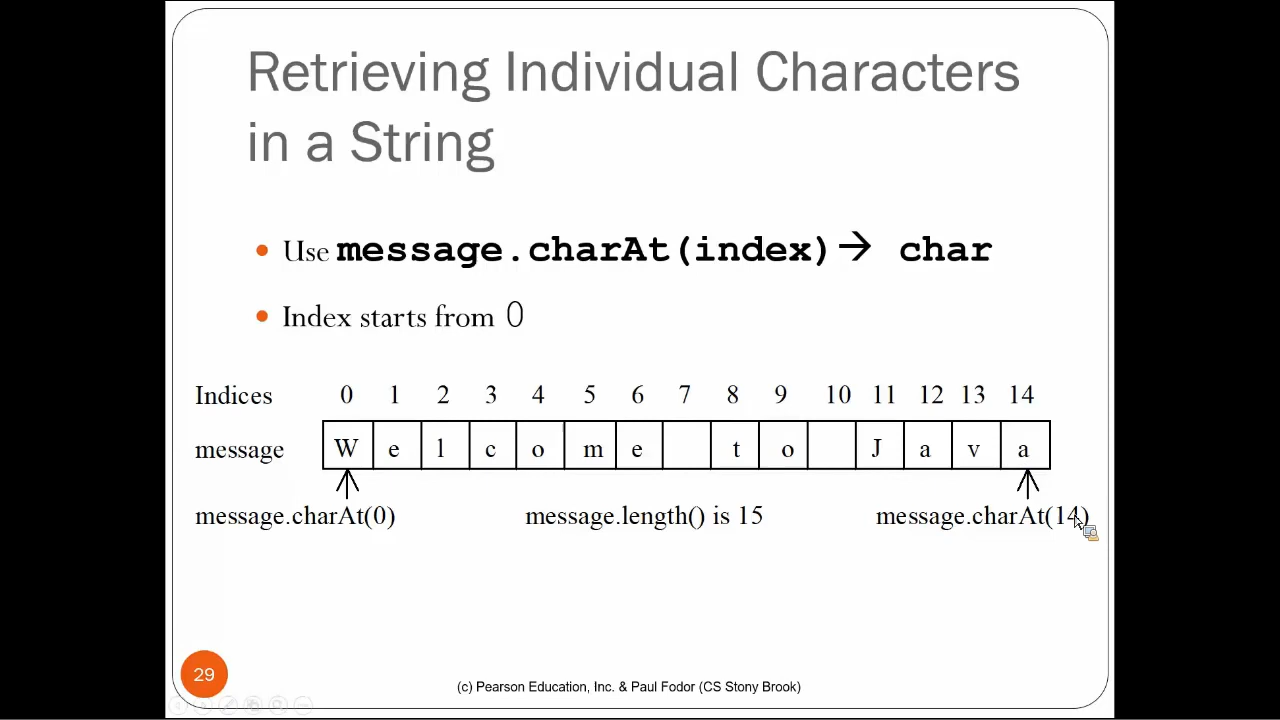 Retrieving Individual Characters
in a String
• Use message.charAt(index)→ char
• Index starts from 0
Indices 0 1 2 3 4 5 6 7 8 9 10 11 12 13 14
message W e l c o m e t o J a v a
message.charAt(0) message.length() is 15 message.charAt(14)
29
(c) Pearson Education, Inc. & Paul Fodor (CS Stony Brook)